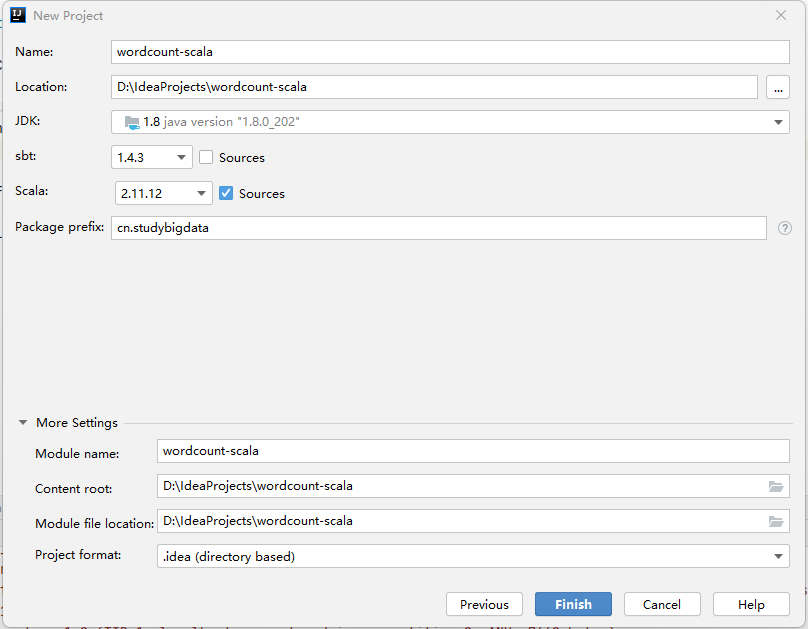 New Project
Name: wordcount-scala
Location: D:\IdeaProjects\wordcount-scala ...
JDK: 1.8 java version "1.8.0_202"
sbt: 1.4.3 Sources
Scala: 2.11.12 Sources
Package prefix: cn.studybigdata ?
More Settings
Module name: wordcount-scala
Content root: D:\IdeaProjects\wordcount-scala
Module file location: D:\IdeaProjects\wordcount-scala
Project format: .idea (directory based)
Previous Finish Cancel Help